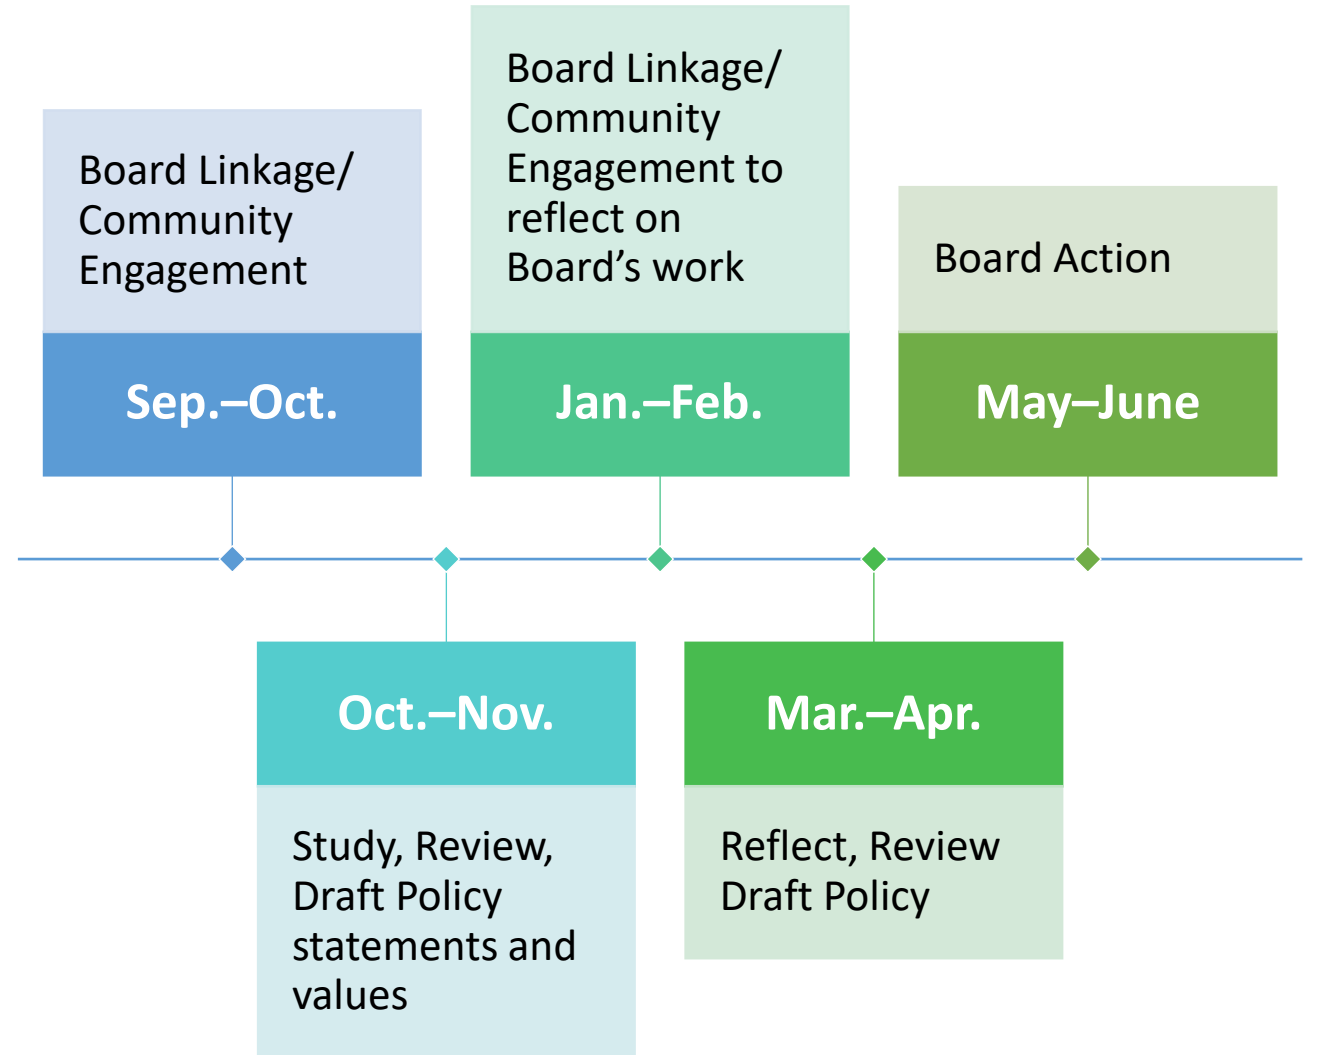 Board Linkage/
Community
Engagement
Sep.–Oct.
Oct.–Nov.
Study, Review,
Draft Policy
statements and
values
Board Linkage/
Community
Engagement to
reflect on
Board’s work
Jan.–Feb.
Mar.–Apr.
Reflect, Review
Draft Policy
Board Action
May–June